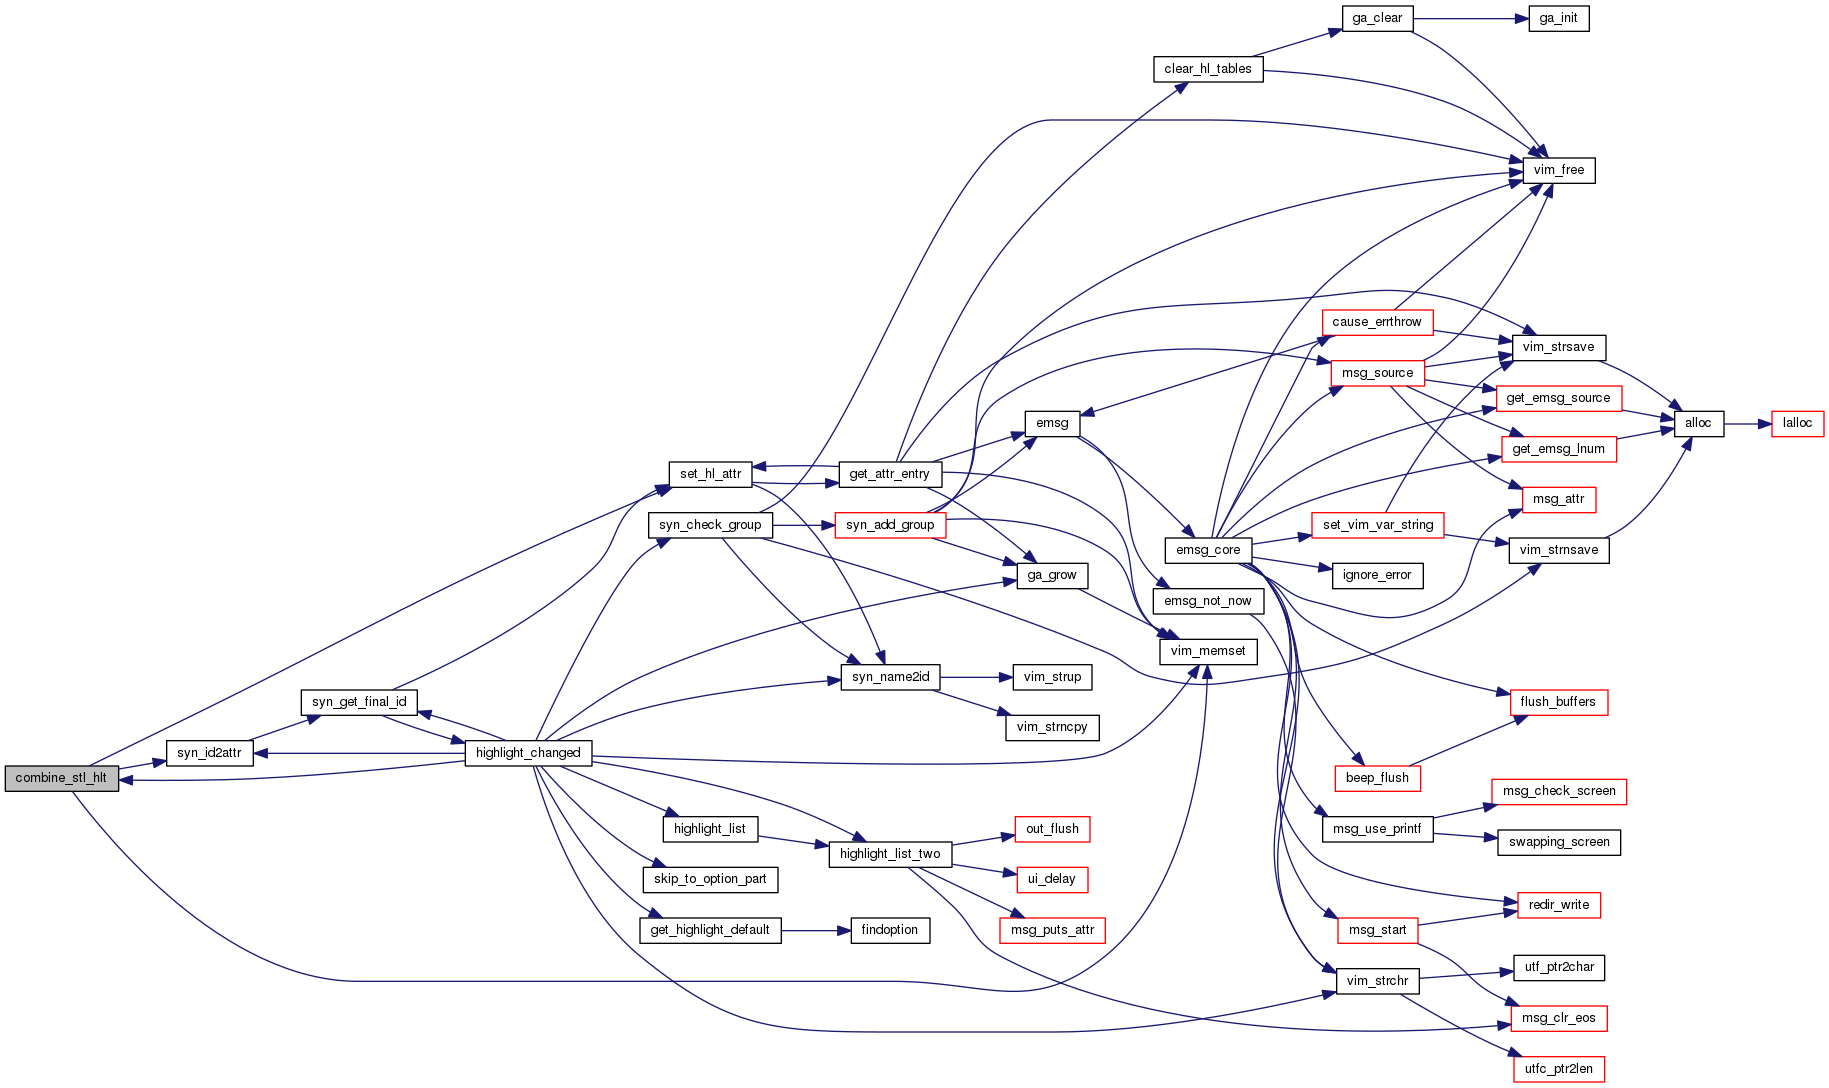 ga_clear
ga_init
clear_hl_tables
vim_free
cause_errthrow
vim_strsave
msg_source
get_emsg_source
emsg
alloc
lalloc
get_emsg_lnum
set_hl_attr
get_attr_entry
msg_attr
syn_check_group
syn_add_group
set_vim_var_string
emsg_core
vim_strnsave
ga_grow
ignore_error
emsg_not_now
vim_memset
syn_name2id
vim_strup
syn_get_final_id
flush_buffers
vim_strncpy
syn_id2attr
highlight_changed
combine_stl_hlt
beep_flush
msg_check_screen
highlight_list
out_flush
msg_use_printf
swapping_screen
highlight_list_two
skip_to_option_part
ui_delay
redir_write
get_highlight_default
findoption
msg_puts_attr
msg_start
utf_ptr2char
vim_strchr
msg_clr_eos
utfc_ptr2len